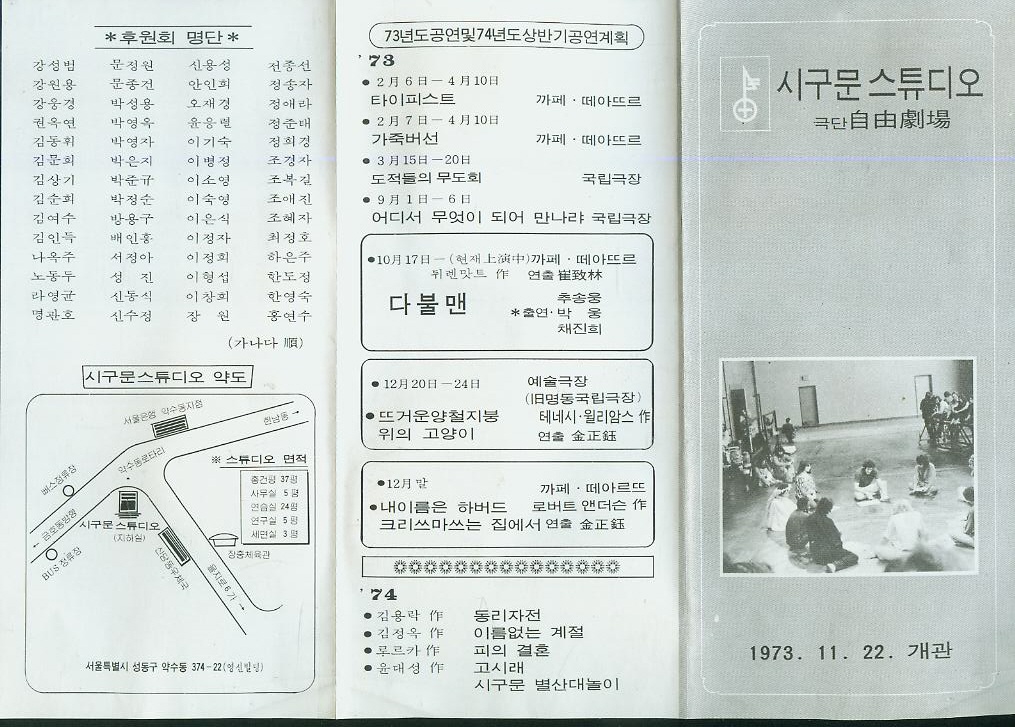 *후원회 명단*
강성범 문정원 신용성 전종선
강원용 문종건 안인희 정송자
강웅경 박성용 오재경 정애라
권옥연 박영옥 윤응렬 정준태
김동휘 박영자 이기숙 정희경
김문희 박은지 이병정 조경자
김상기 박준규 이소영 조복길
김순희 박정순 이숙영 조애진
김여수 방용구 이은식 조혜자
김인득 배인홍 이정자 최정호
나옥주 서정아 이정희 하은주
노동두 성 진 이형섭 한도정
라영균 신동식 이창희 한영숙
명관호 신수정 장 원 홍연수
(가나다 順)
시구문스튜디오 약도
서울은행 약수동지점
한남동
약수동로타리
버스정류장
금호동방향
BUS 정류장
시구문스튜디오
(지하실)
신당동우체국
장충체육관
을지로6가
※ 스튜디오 면적
총건평 37평
사무실 5평
연습실 24평
연구실 5평
세면실 3평
서울특별시 성동구 약수동 374-22(영신빌딩)
73년도공연및74년도상반기공연계획
'73
● 2월6일-4월10일
타이피스트 까페·떼아뜨르
● 2월7일-4월10일
가죽버선 까페·떼아뜨르
● 3월15일-20일
도적들의 무도회 국립극장
● 9월1일-6일
어디서 무엇이 되어 만나랴 국립극장
●10월17일-(현재上演中)까페·떼아뜨르
뒤렌맛트 作 연출 崔致林
다불맨
추송웅
*출연·박 웅
채진희
● 12월20일-24일 예술극장
(旧明동국립극장)
● 뜨거운양철지붕 테네시·윌리암스 作
위의 고양이 연출 金正鈺
●12월 말 까페·떼아르뜨
●내이름은 하버드 로버트 앤더슨 作
크리쓰마쓰는 집에서 연출 金正鈺
'74
● 김용락 作 동리자전
● 김정옥 作 이름없는 계절
● 로르카 作 피의 결혼
● 윤대성 作 고시래
시구문 별산대놀이
시구문 스튜디오
극단自由劇場
1973. 11. 22. 개관